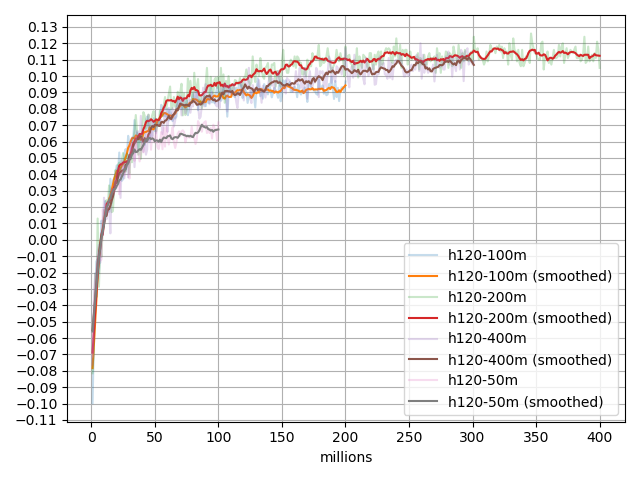 0.13
0.12
0.11
0.10
0.09
0.08
0.07
0.06
0.05
0.04
0.03
0.02
0.01
0.00
−0.01
−0.02
−0.03
−0.04
−0.05
−0.06
−0.07
−0.08
−0.09
−0.10
−0.11
h120-100m
h120-100m (smoothed)
h120-200m
h120-200m (smoothed)
h120-400m
h120-400m (smoothed)
h120-50m
h120-50m (smoothed)
0 50 100 150 200 250 300 350 400
millions